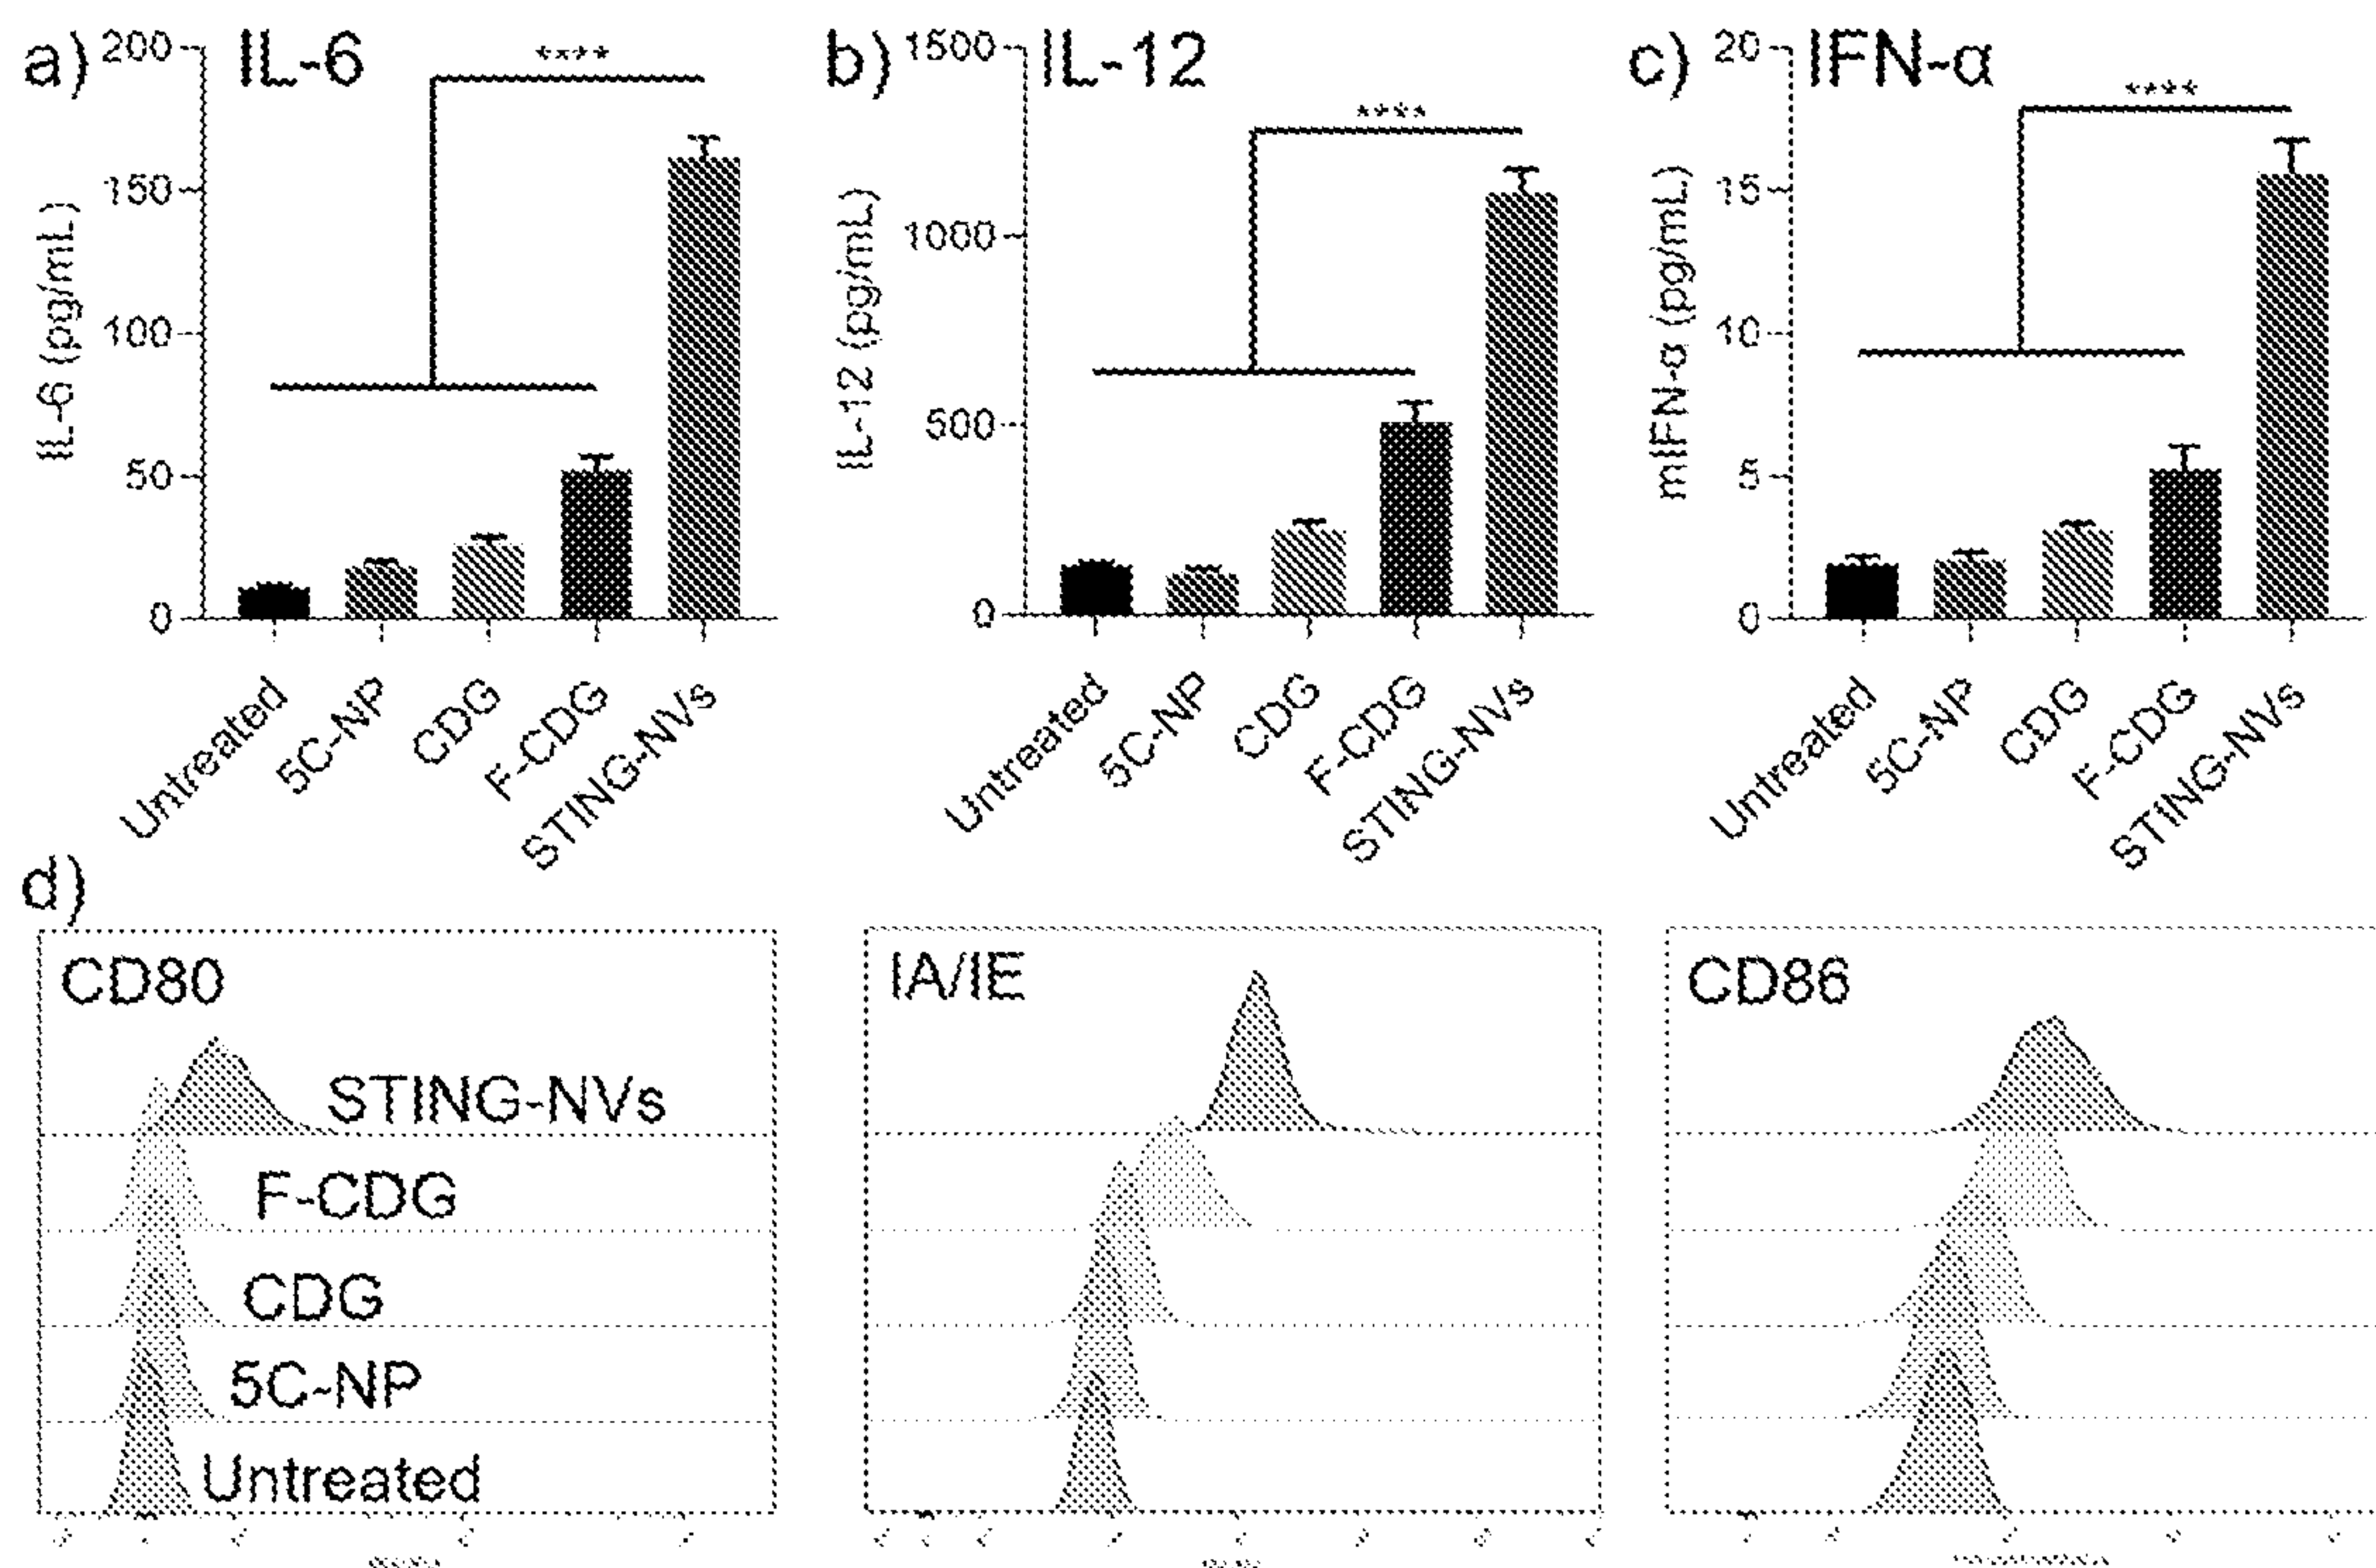 a) IL-6
****
IL-6 (pg/mL)
200
150
100
50
0
Untreated
5C-NP
CDG
F-CDG
STING-NVs
b) IL-12
****
IL-12 (pg/mL)
1500
1000
500
0
Untreated
5C-NP
CDG
F-CDG
STING-NVs
c) IFN-α
****
mIFN-α (pg/mL)
20
15
10
5
0
Untreated
5C-NP
CDG
F-CDG
STING-NVs
d)
CD80
STING-NVs
F-CDG
CDG
5C-NP
Untreated
IA/IE
CD86